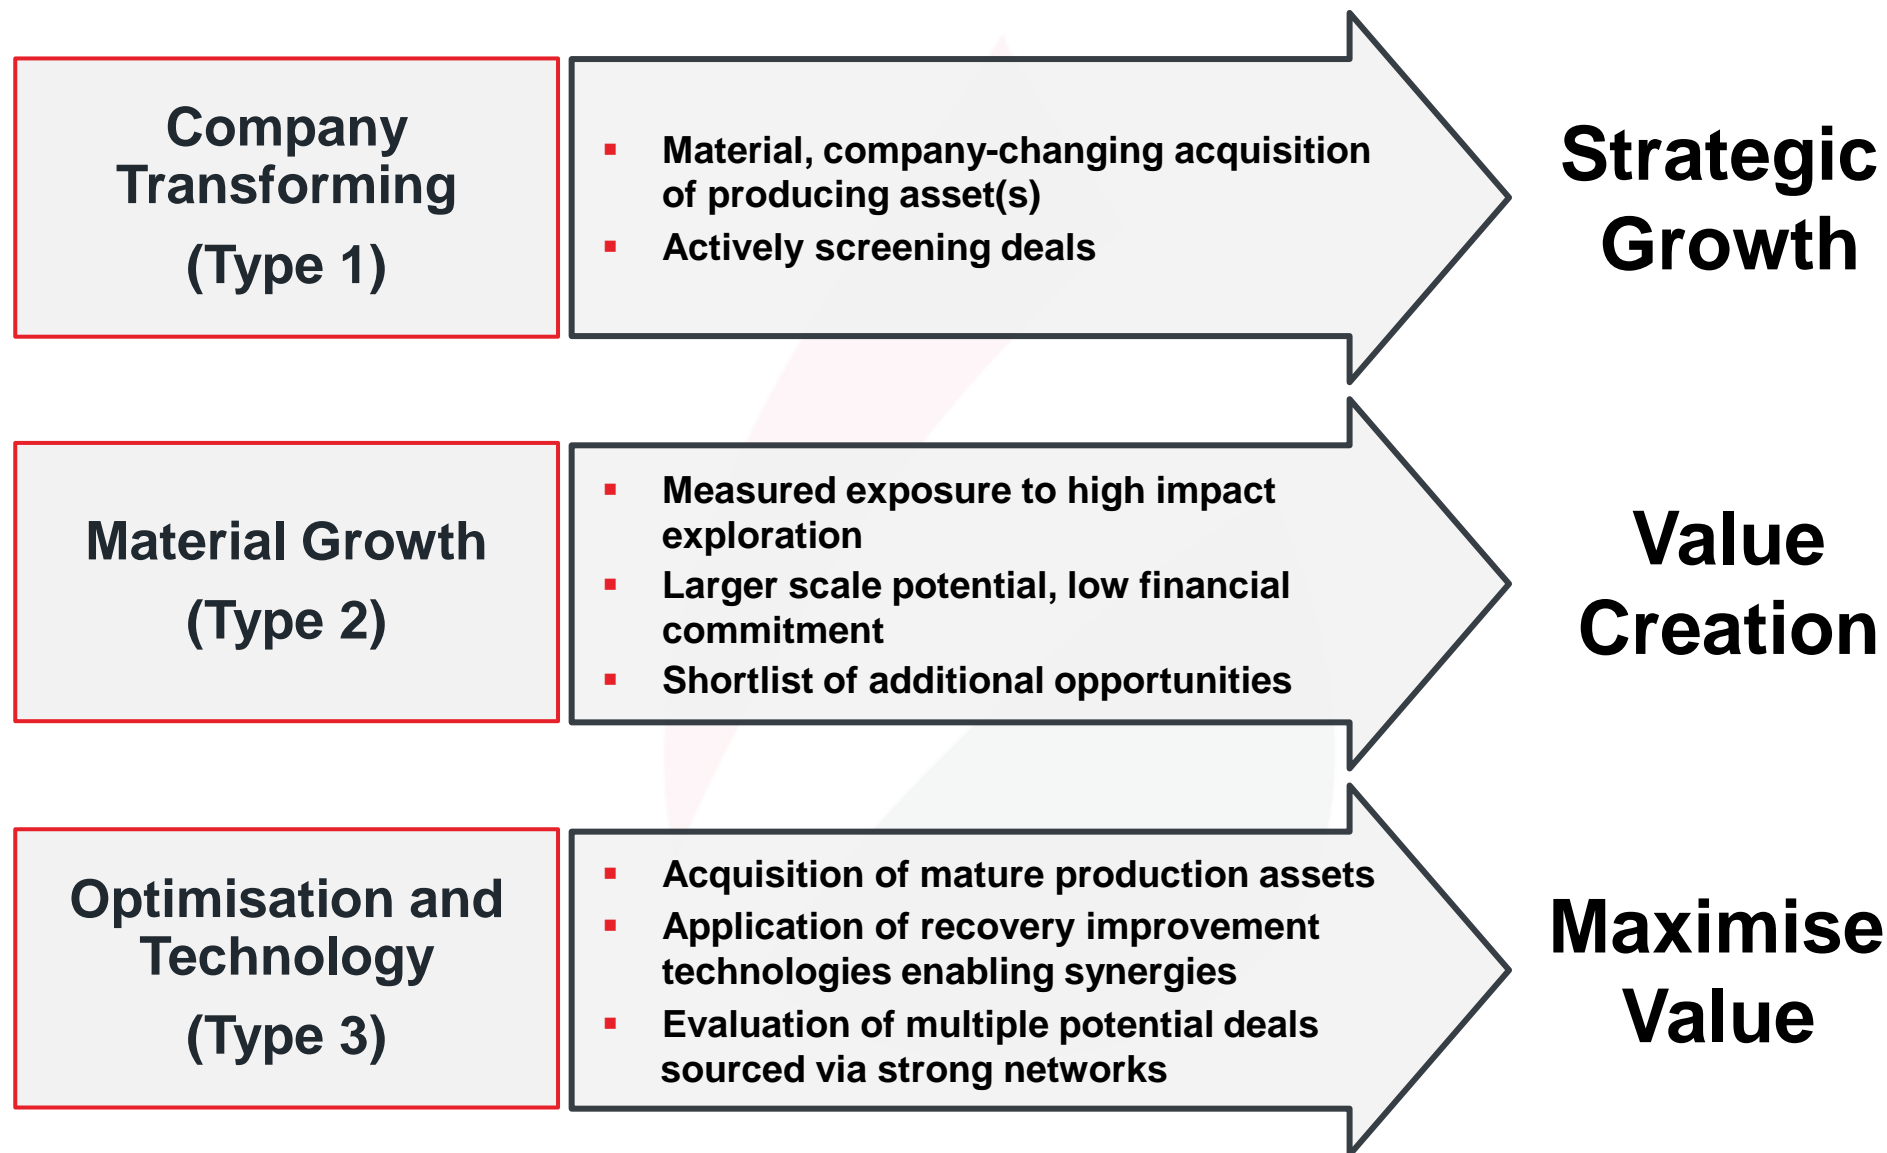 Company
Transforming
(Type 1)
▪ Material, company-changing acquisition
of producing asset(s)
▪ Actively screening deals
Strategic
Growth
Material Growth
(Type 2)
▪ Measured exposure to high impact
exploration
▪ Larger scale potential, low financial
commitment
▪ Shortlist of additional opportunities
Value
Creation
Optimisation and
Technology
(Type 3)
▪ Acquisition of mature production assets
▪ Application of recovery improvement
technologies enabling synergies
▪ Evaluation of multiple potential deals
sourced via strong networks
Maximise
Value